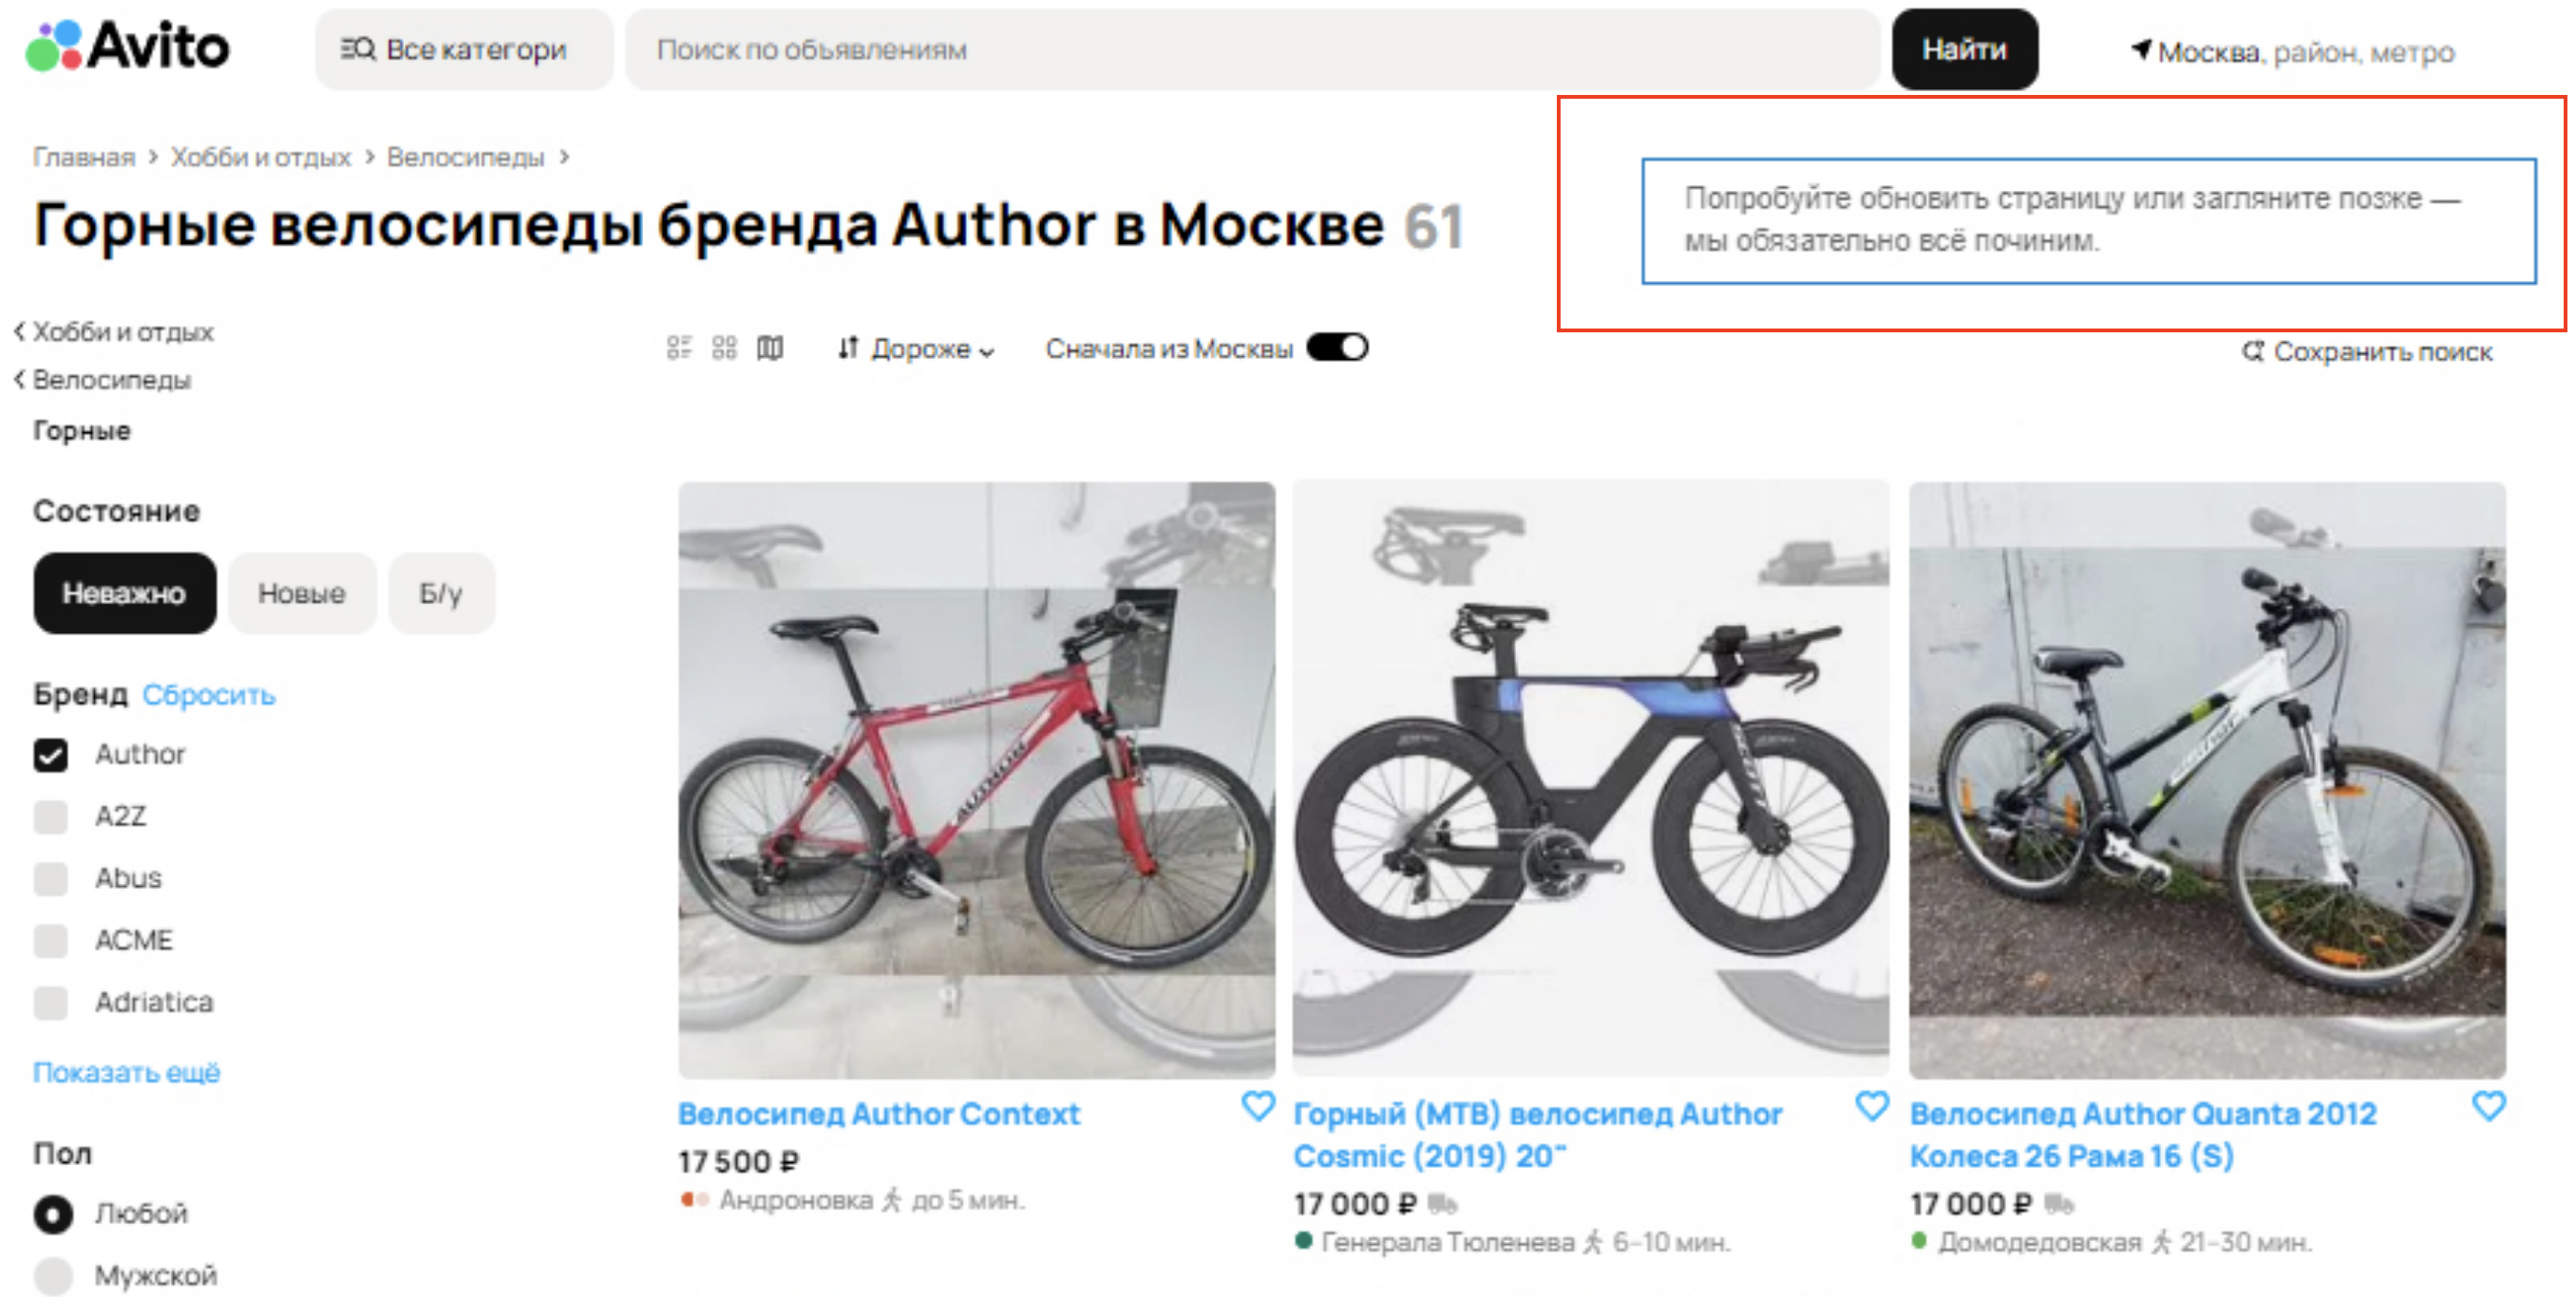 Avito
Все категори
Поиск по объявлениям
Найти
Москва, район, метро
Главная > Хобби и отдых > Велосипеды >
Горные велосипеды бренда Author в Москве 61
Попробуйте обновить страницу или загляните позже —
мы обязательно всё починим.
Хобби и отдых
Велосипеды
Горные
Дороже
Сначала из Москвы
Сохранить поиск
Состояние
Неважно
Новые
Б/у
Бренд Сбросить
Author
A2Z
Abus
ACME
Adriatica
Показать ещё
Пол
Любой
Мужской
AUTHOR
Велосипед Author Context
17 500 ₽
Андроновка до 5 мин.
Горный (MTB) велосипед Author
Cosmic (2019) 20"
17 000 ₽
Генерала Тюленева 6–10 мин.
Велосипед Author Quanta 2012
Колеса 26 Рама 16 (S)
17 000 ₽
Домодедовская 21–30 мин.